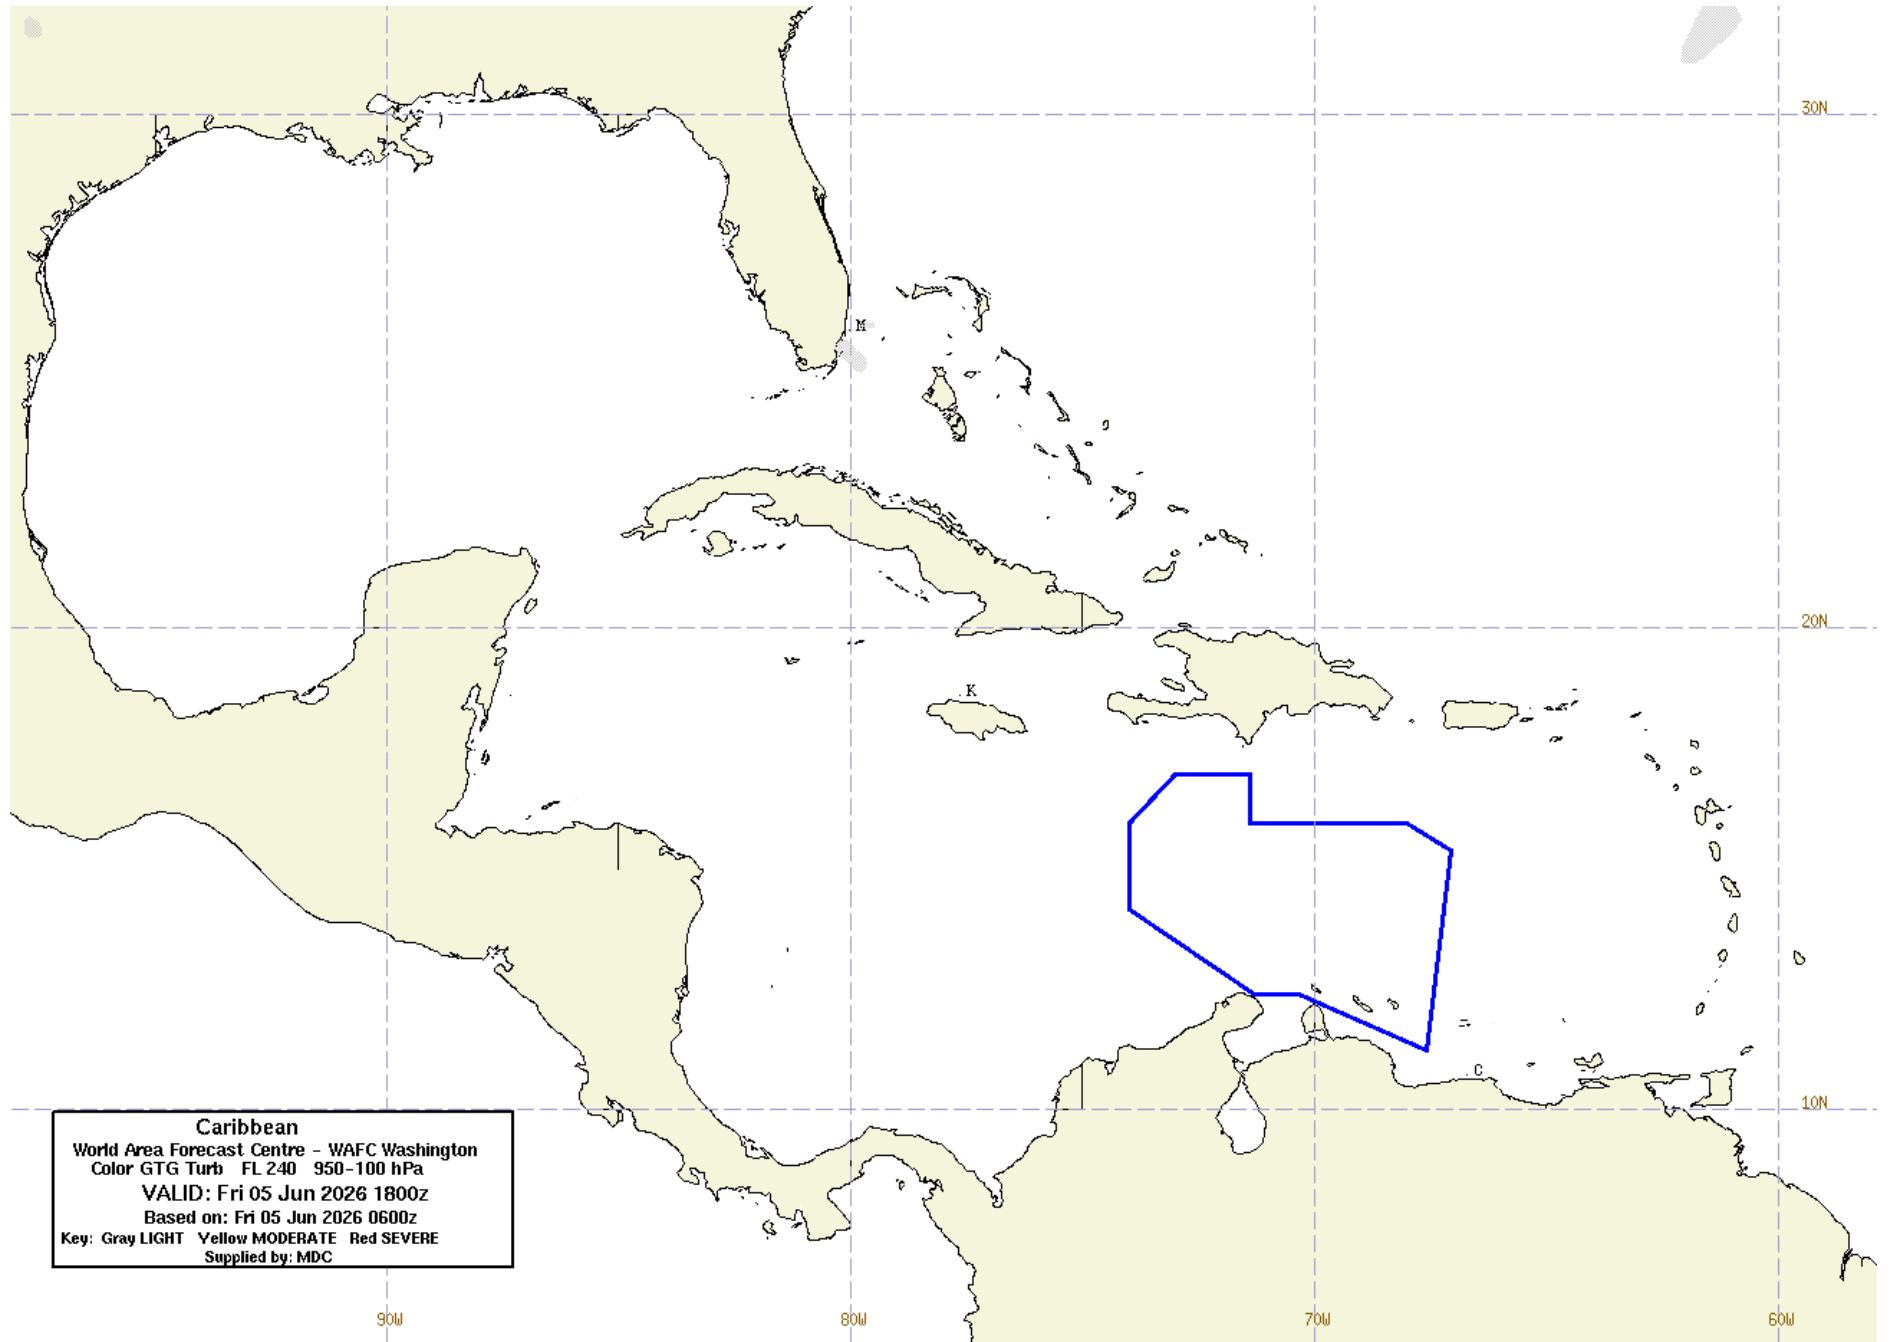 30N
M
20N
K
C
10N
Caribbean
World Area Forecast Centre - WAFC Washington
Color GTG Turb FL 240 950-100 hPa
VALID: Fri 05 Jun 2026 1800z
Based on: Fri 05 Jun 2026 0600z
Key: Gray LIGHT Yellow MODERATE Red SEVERE
Supplied by: MDC
90W 80W 70W 60W